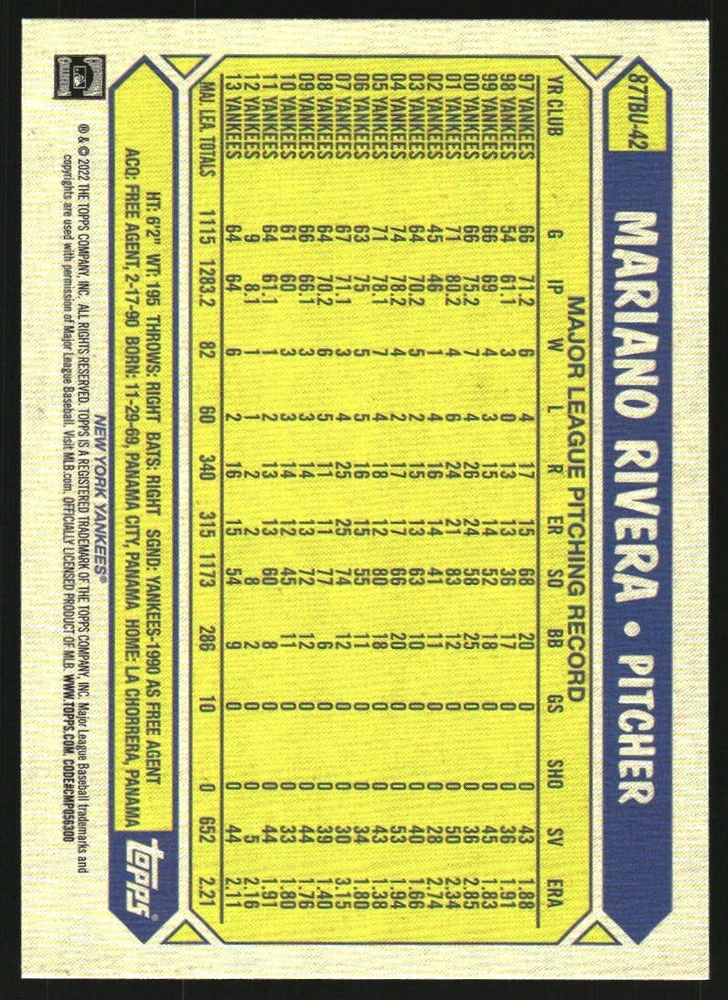 87TBU-42
MARIANO RIVERA • PITCHER
MAJOR LEAGUE PITCHING RECORD
YR CLUB G IP W L R ER SO BB GS SHO SV ERA
97 YANKEES 66 71.2 6 4 17 15 68 20 0 0 43 1.88
98 YANKEES 54 61.1 3 0 13 13 36 17 0 0 36 1.91
99 YANKEES 66 69 4 3 15 14 52 18 0 0 45 1.83
00 YANKEES 66 75.2 7 4 26 24 58 25 0 0 36 2.85
01 YANKEES 71 80.2 4 6 24 21 83 12 0 0 50 2.34
02 YANKEES 45 46 1 4 16 14 41 11 0 0 28 2.74
03 YANKEES 64 70.2 5 2 15 13 63 10 0 0 40 1.66
04 YANKEES 74 78.2 4 2 17 17 66 20 0 0 53 1.94
05 YANKEES 71 78.1 7 4 18 12 80 18 0 0 43 1.38
06 YANKEES 63 75 5 5 16 15 55 11 0 0 34 1.80
07 YANKEES 67 71.1 3 4 25 25 74 12 0 0 30 3.15
08 YANKEES 64 70.2 6 5 11 11 77 6 0 0 39 1.40
09 YANKEES 66 66.1 3 3 14 13 72 12 0 0 44 1.76
10 YANKEES 61 60 3 3 14 12 45 11 0 0 33 1.80
11 YANKEES 64 61.1 1 2 13 13 60 8 0 0 44 1.91
12 YANKEES 9 8.1 1 1 2 2 8 2 0 0 5 2.16
13 YANKEES 64 64 6 2 16 15 54 9 0 0 44 2.11
MAJ. LEA. TOTALS 1115 1283.2 82 60 340 315 1173 286 10 0 652 2.21
HT: 6'2" WT: 195 THROWS: RIGHT BATS: RIGHT SGND: YANKEES-1990 AS FREE AGENT
ACQ: FREE AGENT, 2-17-90 BORN: 11-29-69, PANAMA CITY, PANAMA HOME: LA CHORRERA, PANAMA
topps®
NEW YORK YANKEES®
® & © 2022 THE TOPPS COMPANY, INC. ALL RIGHTS RESERVED. TOPPS IS A REGISTERED TRADEMARK OF THE TOPPS COMPANY, INC. Major League Baseball trademarks and
copyrights are used with permission of Major League Baseball. Visit MLB.com. OFFICIALLY LICENSED PRODUCT OF MLB. WWW.TOPPS.COM. CODE#CMP056300
COLLECTION